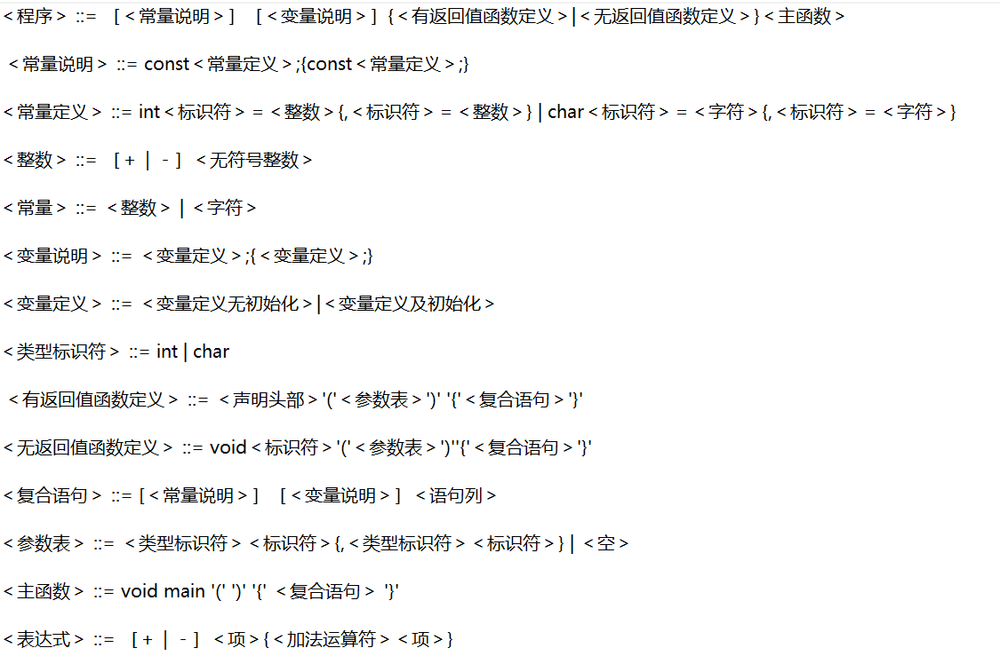 ＜程序＞ ::= ［＜常量说明＞］［＜变量说明＞］{＜有返回值函数定义＞|＜无返回值函数定义＞}＜主函数＞
＜常量说明＞ ::= const＜常量定义＞;{const＜常量定义＞;}
＜常量定义＞ ::= int＜标识符＞＝＜整数＞{,＜标识符＞＝＜整数＞} | char＜标识符＞＝＜字符＞{,＜标识符＞＝＜字符＞}
＜整数＞ ::= ［＋｜－］＜无符号整数＞
＜常量＞ ::= ＜整数＞｜＜字符＞
＜变量说明＞ ::= ＜变量定义＞;{＜变量定义＞;}
＜变量定义＞ ::= ＜变量定义无初始化＞|＜变量定义及初始化＞
＜类型标识符＞ ::= int | char
＜有返回值函数定义＞ ::= ＜声明头部＞'('＜参数表＞')' '{'＜复合语句＞'}'
＜无返回值函数定义＞ ::= void＜标识符＞'('＜参数表＞')''{'＜复合语句＞'}'
＜复合语句＞ ::= [＜常量说明＞］［＜变量说明＞］＜语句列＞
＜参数表＞ ::= ＜类型标识符＞＜标识符＞{,＜类型标识符＞＜标识符＞} | ＜空＞
＜主函数＞ ::= void main '(' ')' '{' ＜复合语句＞ '}'
＜表达式＞ ::= ［＋｜－］＜项＞{＜加法运算符＞＜项＞}